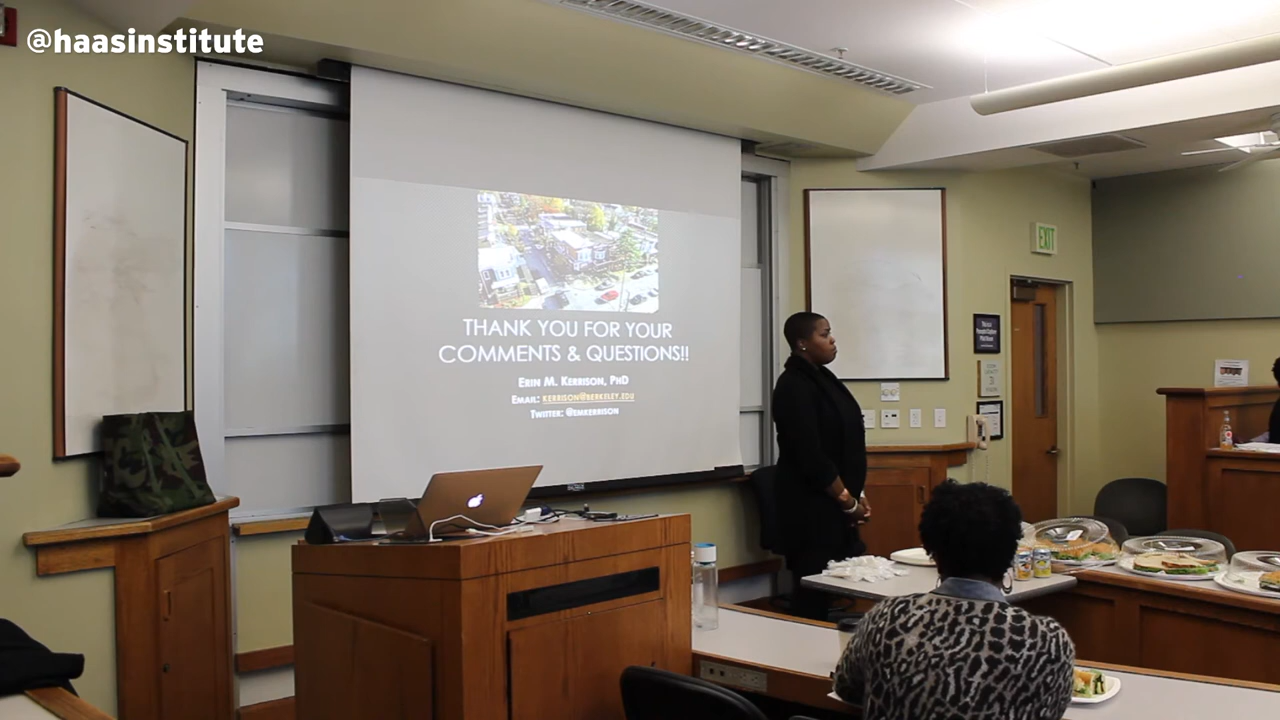 @haasinstitute
THANK YOU FOR YOUR
COMMENTS & QUESTIONS!!
ERIN M. KERRISON, PHD
EMAIL: KERRISON@BERKELEY.EDU
TWITTER: @EMKERRISON
EXIT